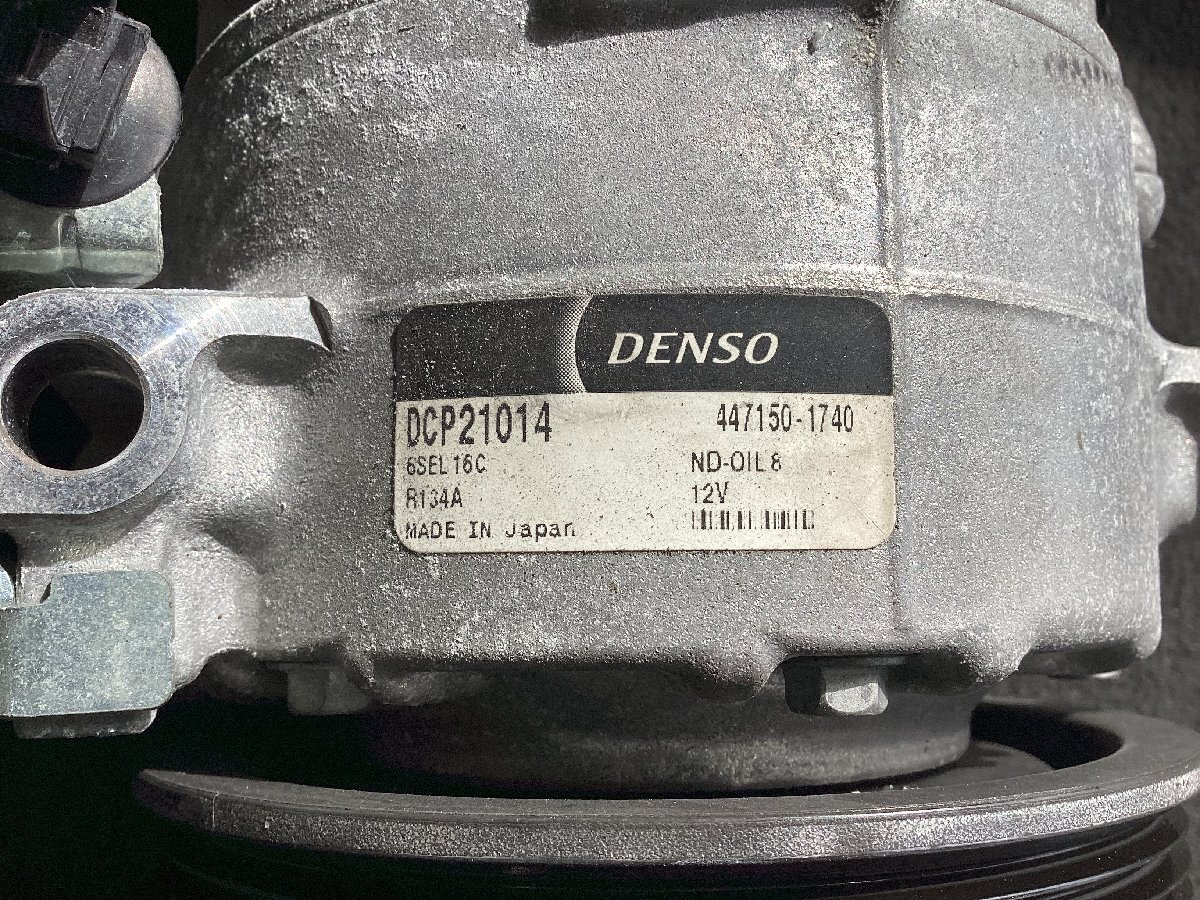 DENSO
DCP21014 447150-1740
6SEL16C ND-OIL 8
R134A 12V
MADE IN Japan